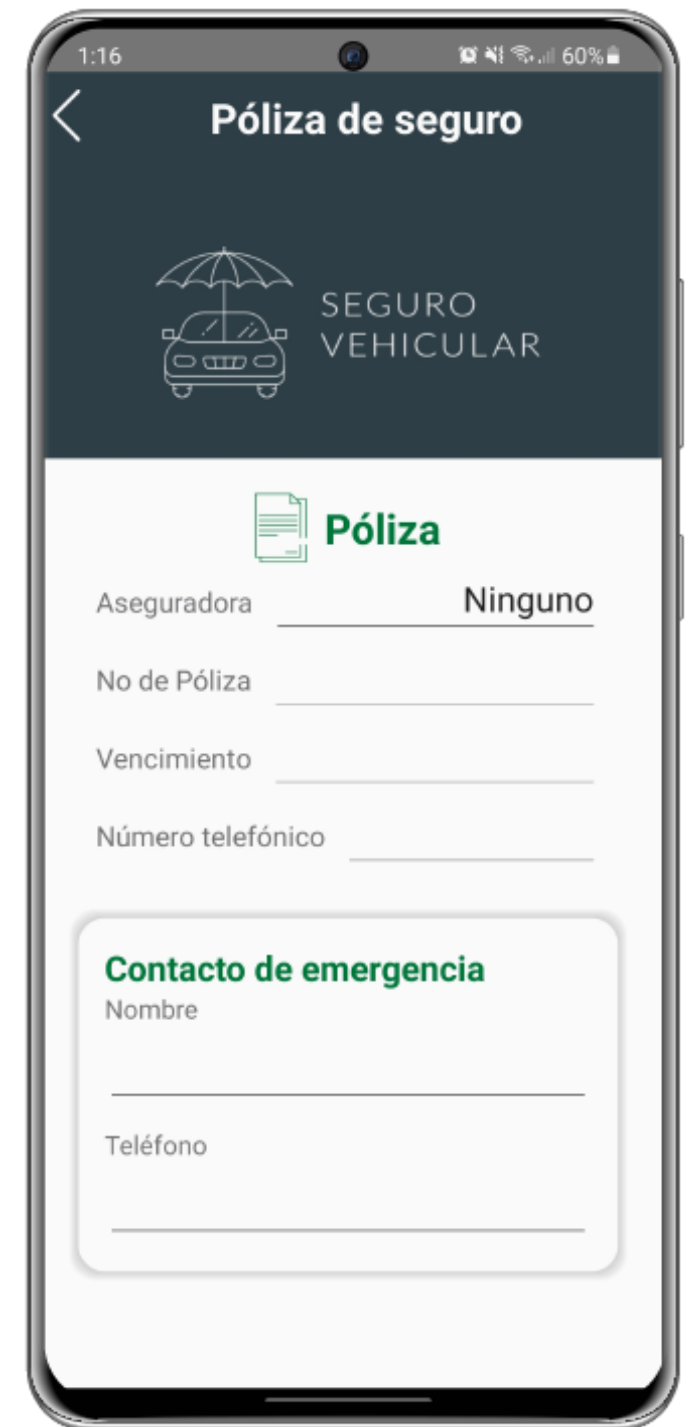 1:16
60%
Póliza de seguro
SEGURO
VEHICULAR
Póliza
Aseguradora Ninguno
No de Póliza
Vencimiento
Número telefónico
Contacto de emergencia
Nombre
Teléfono